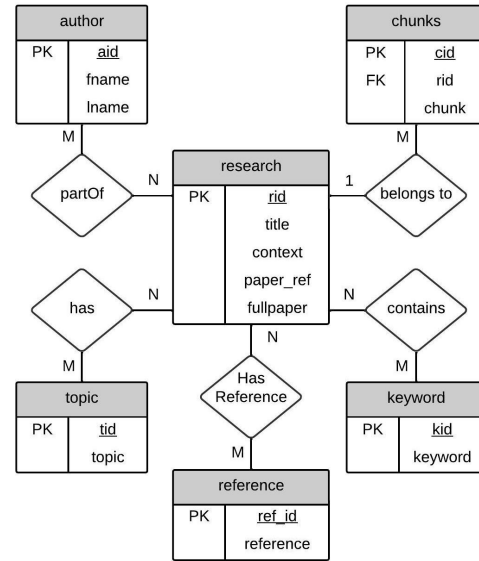 author
PK aid
fname
lname
chunks
PK cid
FK rid
chunk
M
M
partOf
N
research
PK rid
title
context
paper_ref
fullpaper
1
belongs to
has
N
N
contains
M
N
M
Has
Reference
topic
PK tid
topic
keyword
PK kid
keyword
M
reference
PK ref_id
reference